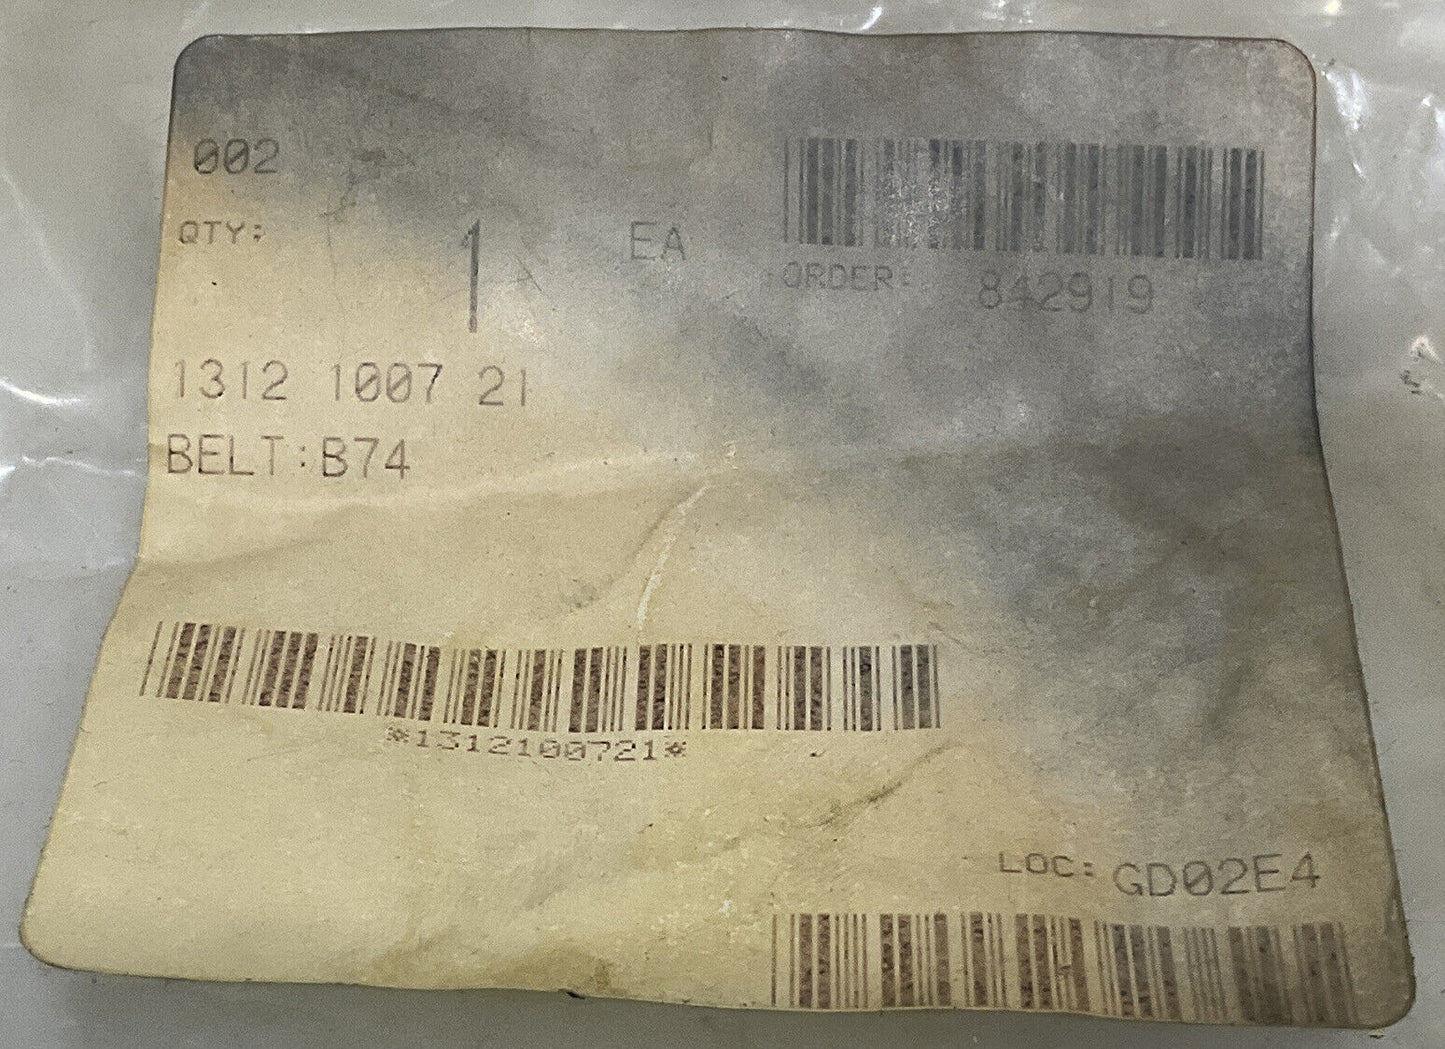 002
QTY: 1 EA
ORDER: 842919
1312 1007 21
BELT:B74
*1312100721*
LOC: GD02E4